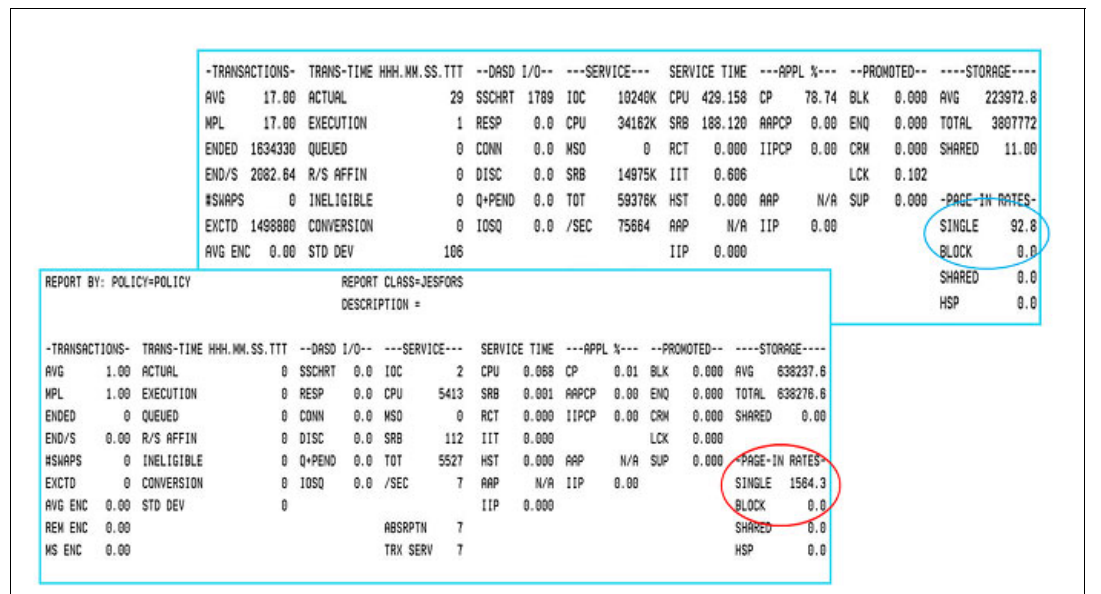 -TRANSACTIONS- TRANS-TIME HHH.MM.SS.TTT --DASD I/O-- ---SERVICE--- SERVICE TIME ---APPL %--- --PROMOTED-- ----STORAGE----
AVG 17.00 ACTUAL 29 SSCHRT 1789 IOC 10240K CPU 429.158 CP 78.74 BLK 0.000 AVG 223972.8
MPL 17.00 EXECUTION 1 RESP 0.0 CPU 34162K SRB 188.120 AAPCP 0.00 ENQ 0.000 TOTAL 3807772
ENDED 1634330 QUEUED 0 CONN 0.0 MSO 0 RCT 0.000 IIPCP 0.00 CRM 0.000 SHARED 11.00
END/S 2082.64 R/S AFFIN 0 DISC 0.0 SRB 14975K IIT 0.606 LCK 0.102
#SWAPS 0 INELIGIBLE 0 Q+PEND 0.0 TOT 59376K HST 0.000 AAP N/A SUP 0.000 -PAGE-IN RATES-
EXCTD 1498880 CONVERSION 0 IOSQ 0.0 /SEC 75664 AAP N/A IIP 0.00 SINGLE 92.8
AVG ENC 0.00 STD DEV 106 IIP 0.000 BLOCK 0.0
SHARED 0.0
HSP 0.0
REPORT BY: POLICY=POLICY REPORT CLASS=JESFORS
DESCRIPTION =
-TRANSACTIONS- TRANS-TIME HHH.MM.SS.TTT --DASD I/O-- ---SERVICE--- SERVICE TIME ---APPL %--- --PROMOTED-- ----STORAGE----
AVG 1.00 ACTUAL 0 SSCHRT 0.0 IOC 2 CPU 0.068 CP 0.01 BLK 0.000 AVG 638237.6
MPL 1.00 EXECUTION 0 RESP 0.0 CPU 5413 SRB 0.001 AAPCP 0.00 ENQ 0.000 TOTAL 638276.6
ENDED 0 QUEUED 0 CONN 0.0 MSO 0 RCT 0.000 IIPCP 0.00 CRM 0.000 SHARED 0.00
END/S 0.00 R/S AFFIN 0 DISC 0.0 SRB 112 IIT 0.000 LCK 0.000
#SWAPS 0 INELIGIBLE 0 Q+PEND 0.0 TOT 5527 HST 0.000 AAP N/A SUP 0.000 -PAGE-IN RATES-
EXCTD 0 CONVERSION 0 IOSQ 0.0 /SEC 7 AAP N/A IIP 0.00 SINGLE 1564.3
AVG ENC 0.00 STD DEV 0 IIP 0.000 BLOCK 0.0
REM ENC 0.00 ABSRPTN 7 SHARED 0.0
MS ENC 0.00 TRX SERV 7 HSP 0.0